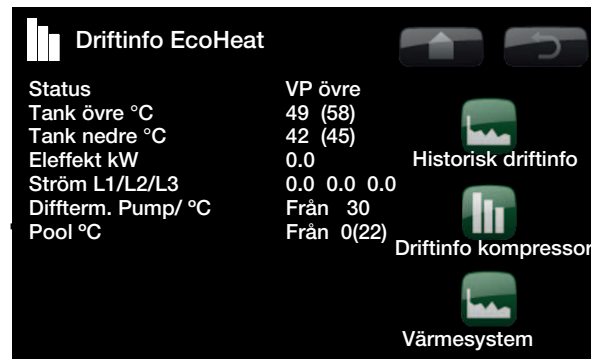 Driftinfo EcoHeat
Status VP övre
Tank övre °C 49 (58)
Tank nedre °C 42 (45)
Eleffekt kW 0.0
Ström L1/L2/L3 0.0 0.0 0.0
Diffterm. Pump/ ºC Från 30
Pool ºC Från 0(22)
Historisk driftinfo
Driftinfo kompressor
Värmesystem